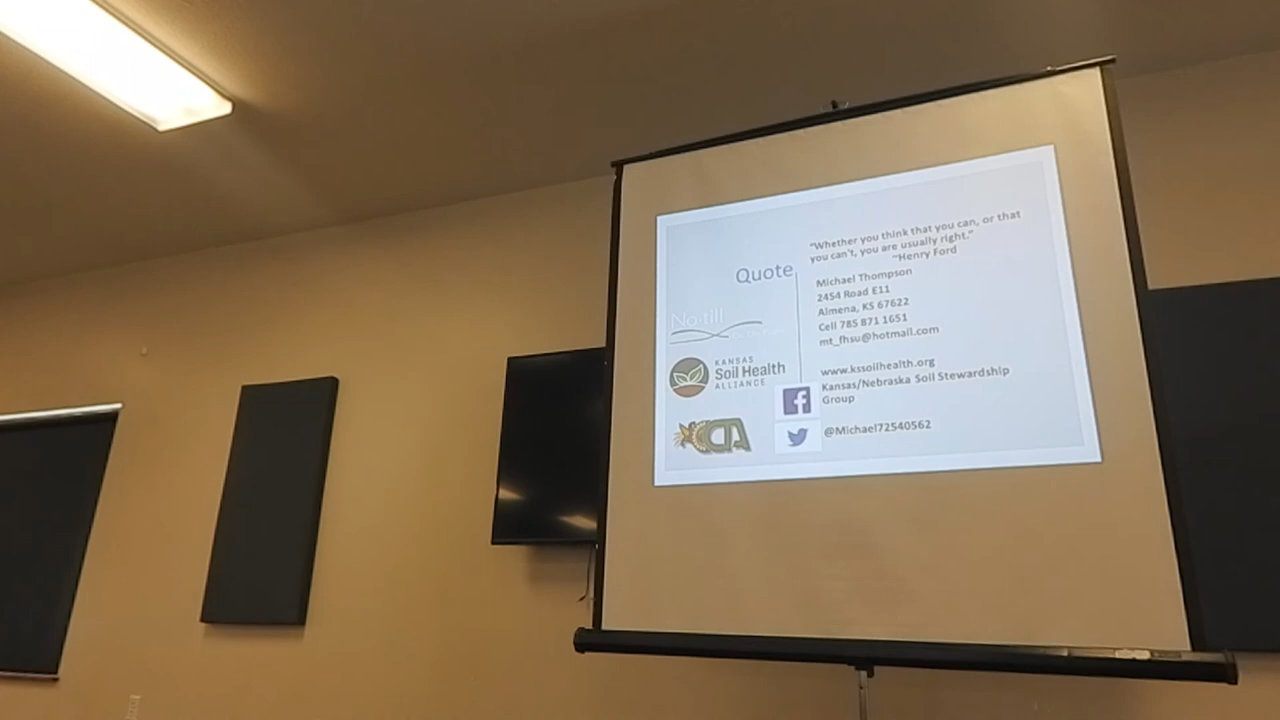 "Whether you think that you can, or that
you can't, you are usually right."
"Henry Ford
Quote
Michael Thompson
2454 Road E11
Almena, KS 67622
Cell 785 871 1651
mt_fhsu@hotmail.com
www.kssoilhealth.org
Kansas/Nebraska Soil Stewardship
Group
@Michael72540562
No-till
KANSAS
Soil Health
ALLIANCE